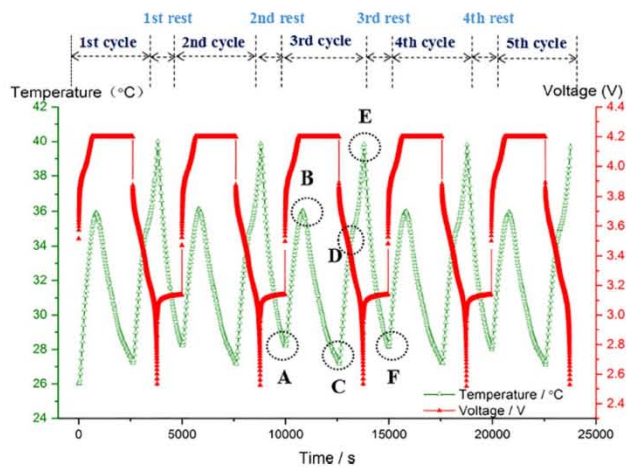 1st rest 2nd rest 3rd rest 4th rest
1st cycle 2nd cycle 3rd cycle 4th cycle 5th cycle
Temperature (°C) Voltage (V)
42 4.4
40 4.2
38 4.0
36 3.8
34 3.6
32 3.4
30 3.2
28 3.0
26 2.8
24 2.6
2.4
2.2
E
B
D
A C F
Temperature / °C
Voltage / V
0 5000 10000 15000 20000 25000
Time / s